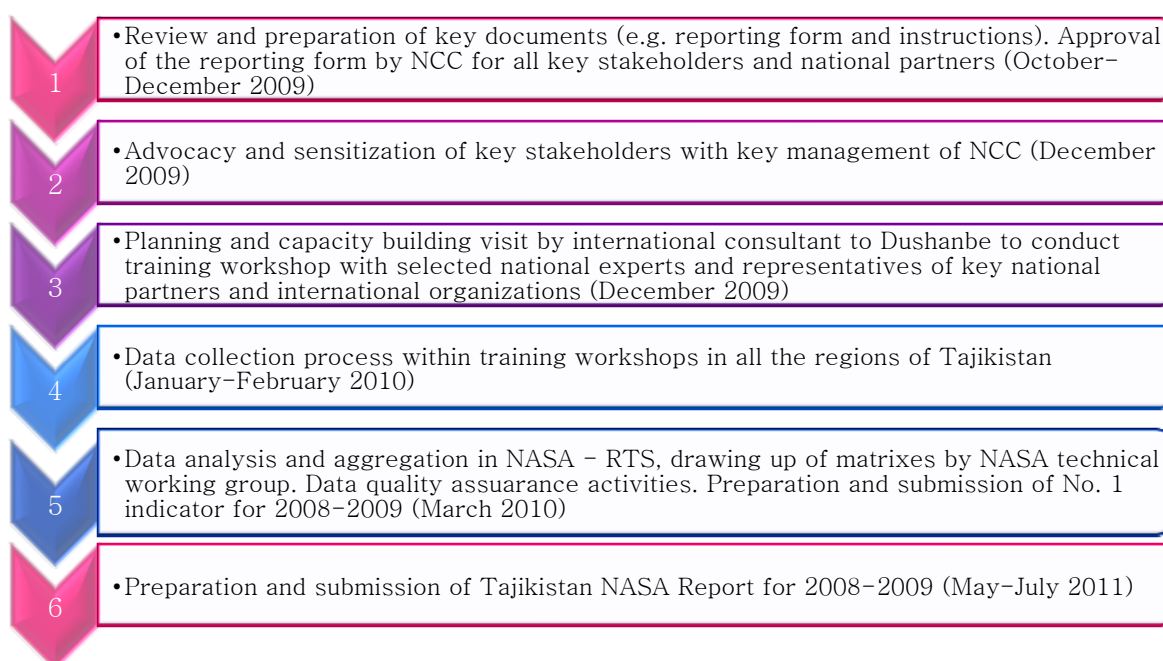 1
•Review and preparation of key documents (e.g. reporting form and instructions). Approval
of the reporting form by NCC for all key stakeholders and national partners (October-
December 2009)
2
•Advocacy and sensitization of key stakeholders with key management of NCC (December
2009)
3
•Planning and capacity building visit by international consultant to Dushanbe to conduct
training workshop with selected national experts and representatives of key national
partners and international organizations (December 2009)
4
•Data collection process within training workshops in all the regions of Tajikistan
(January-February 2010)
5
•Data analysis and aggregation in NASA - RTS, drawing up of matrixes by NASA technical
working group. Data quality assuarance activities. Preparation and submission of No. 1
indicator for 2008-2009 (March 2010)
6
•Preparation and submission of Tajikistan NASA Report for 2008-2009 (May-July 2011)